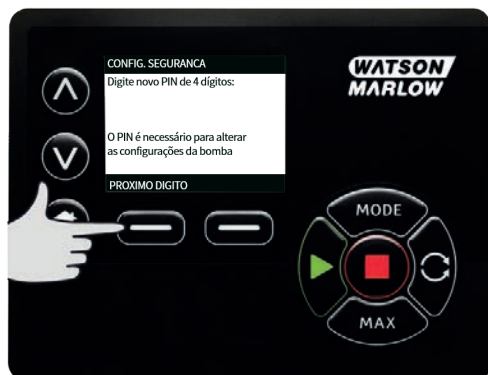 CONFIG. SEGURANCA
Digite novo PIN de 4 dígitos:
O PIN é necessário para alterar
as configurações da bomba
PROXIMO DIGITO
WATSON
MARLOW
MODE
MAX